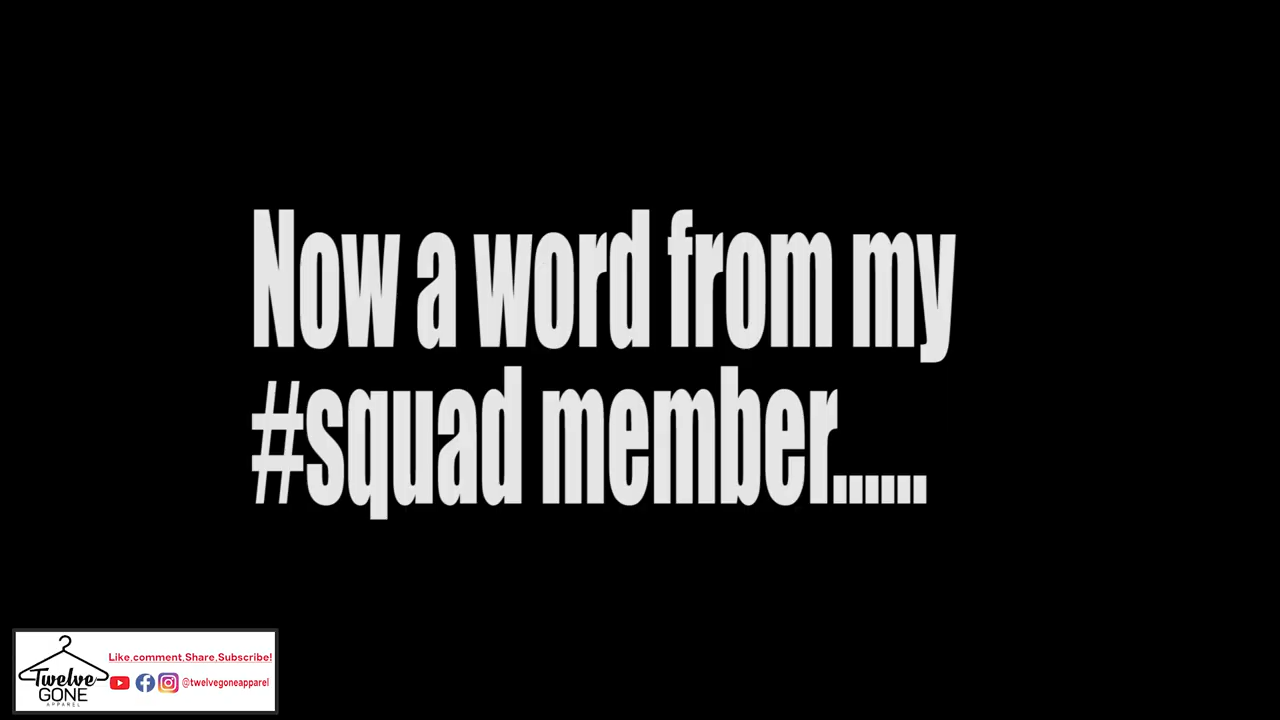 Now a word from my
#squad member......
Twelve
GONE
APPAREL
Like,comment,Share,Subscribe!
@twelvegoneapparel